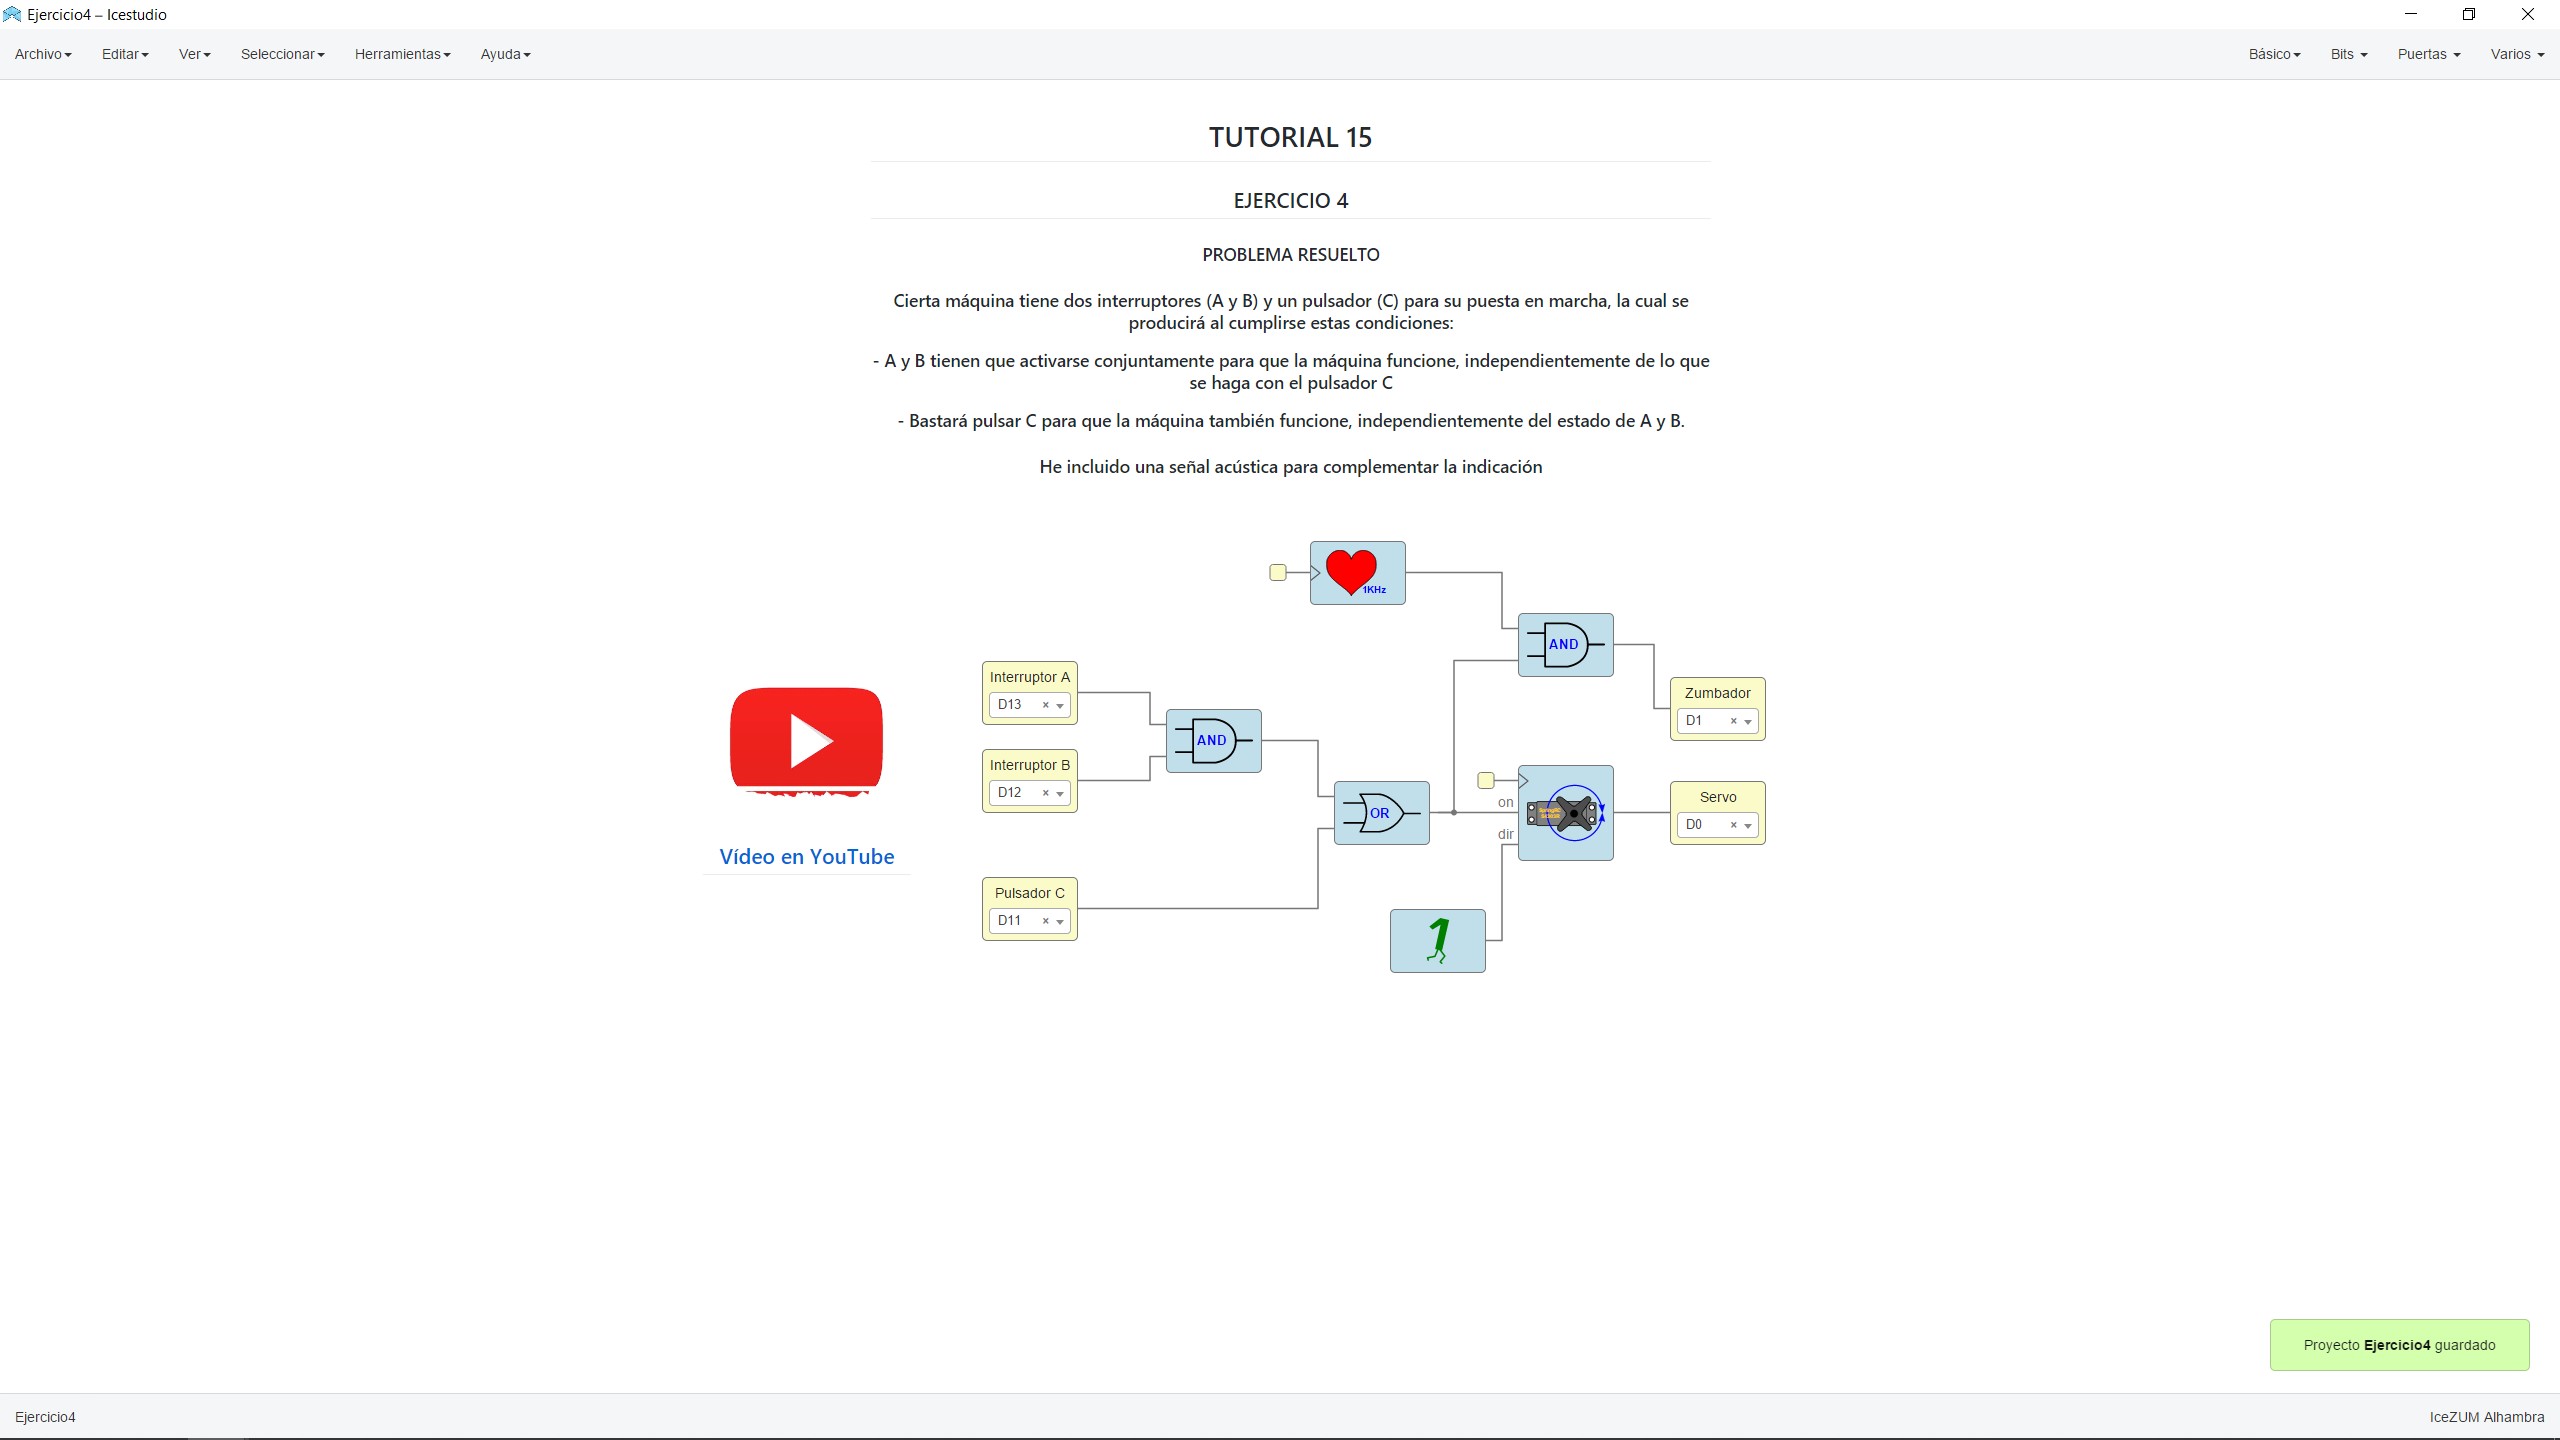 Ejercicio4 – Icestudio
Archivo Editar Ver Seleccionar Herramientas Ayuda Básico Bits Puertas Varios
TUTORIAL 15
EJERCICIO 4
PROBLEMA RESUELTO
Cierta máquina tiene dos interruptores (A y B) y un pulsador (C) para su puesta en marcha, la cual se
producirá al cumplirse estas condiciones:
- A y B tienen que activarse conjuntamente para que la máquina funcione, independientemente de lo que
se haga con el pulsador C
- Bastará pulsar C para que la máquina también funcione, independientemente del estado de A y B.
He incluido una señal acústica para complementar la indicación
1KHz
AND
Interruptor A
D13
Zumbador
D1
AND
Interruptor B
D12
on
Servo
D0
OR
dir
Vídeo en YouTube
Pulsador C
D11
1
Proyecto Ejercicio4 guardado
Ejercicio4
IceZUM Alhambra